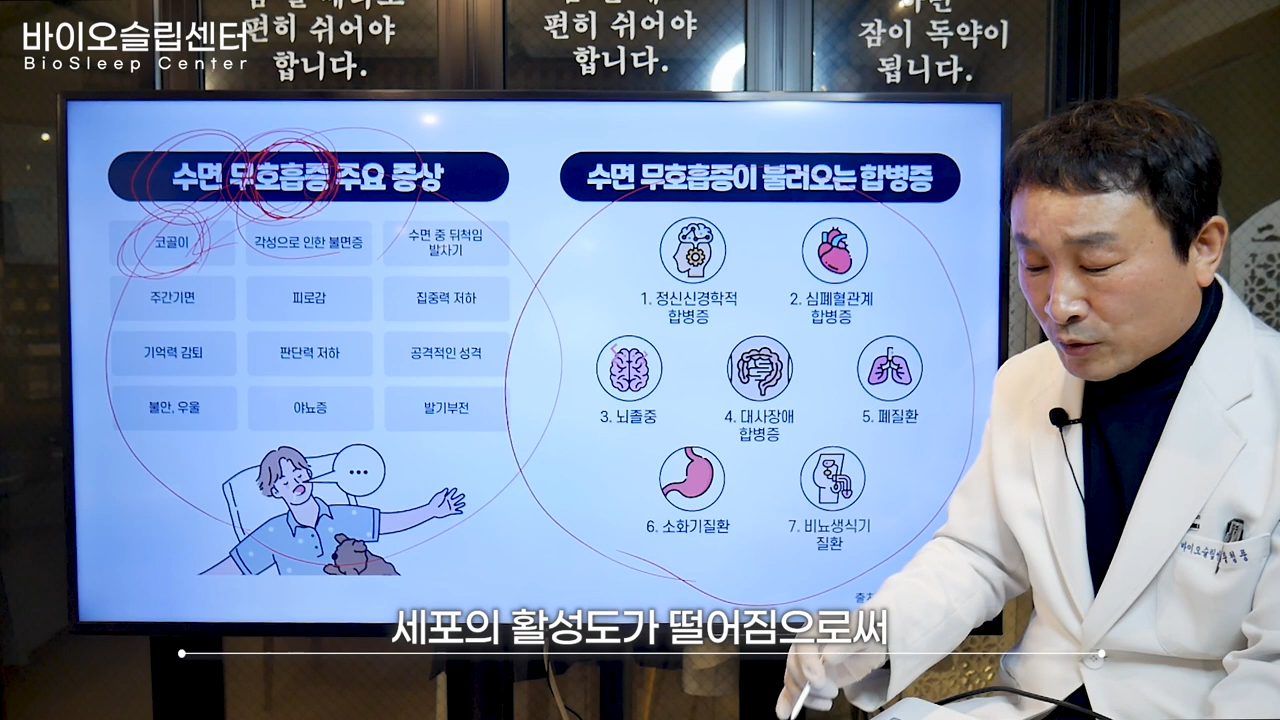 바이오슬립센터
BioSleep Center
편히 쉬어야
합니다.
편히 쉬어야
합니다.
잠이 독약이
됩니다.
수면 무호흡증 주요 증상
코골이
각성으로 인한 불면증
수면 중 뒤척임
발차기
주간기면
피로감
집중력 저하
기억력 감퇴
판단력 저하
공격적인 성격
불안, 우울
야뇨증
발기부전
수면 무호흡증이 불러오는 합병증
1. 정신신경학적
합병증
2. 심폐혈관계
합병증
3. 뇌졸중
4. 대사장애
합병증
5. 폐질환
6. 소화기질환
7. 비뇨생식기
질환
세포의 활성도가 떨어짐으로써